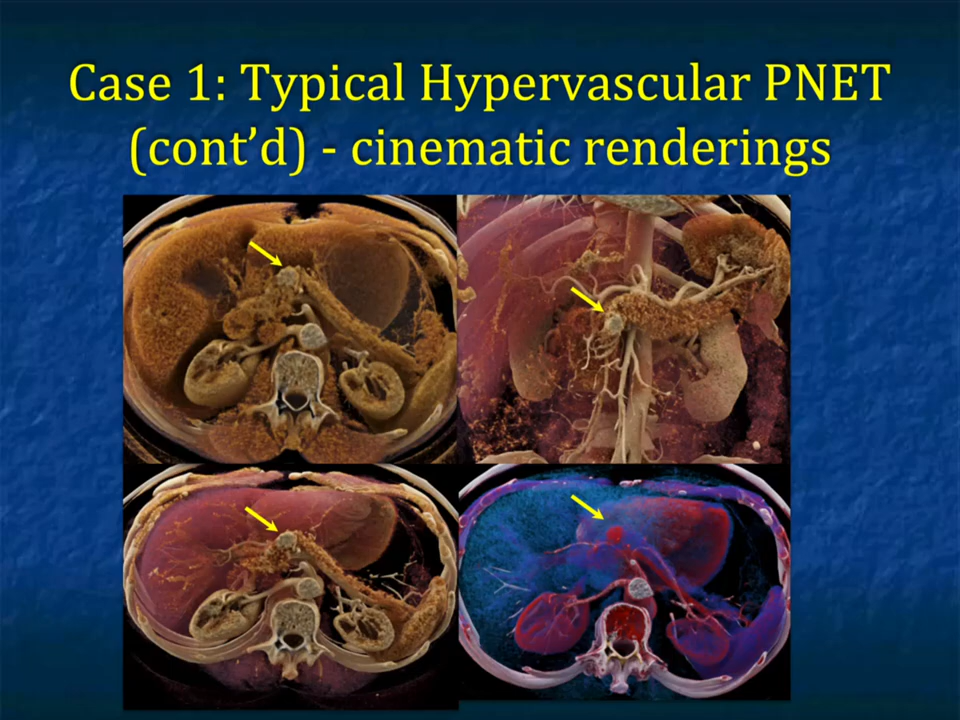 Case 1: Typical Hypervascular PNET
(cont’d) - cinematic renderings